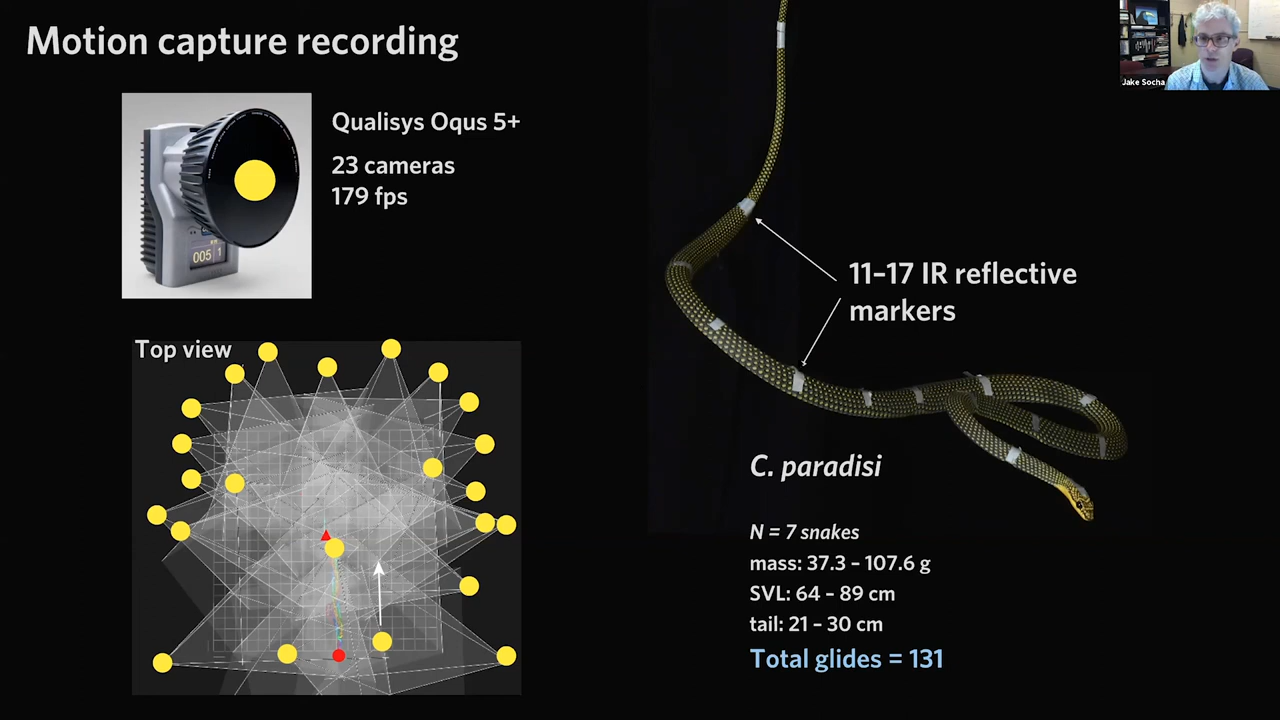 Motion capture recording
Jake Socha
Qualisys Oqus 5+
23 cameras
179 fps
005 1
11–17 IR reflective
markers
Top view
C. paradisi
N = 7 snakes
mass: 37.3 – 107.6 g
SVL: 64 – 89 cm
tail: 21 – 30 cm
Total glides = 131